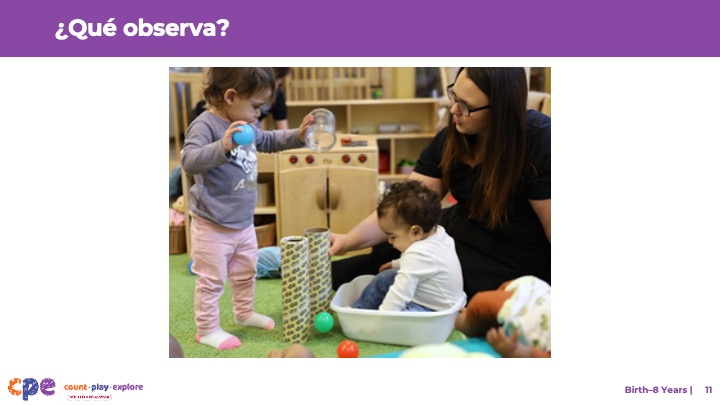 ¿Qué observa?
cpe
count·play·explore
Birth–8 Years | 11